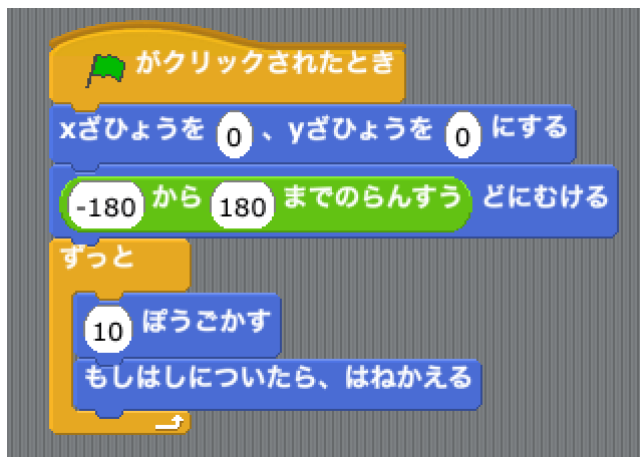 がクリックされたとき
xざひょうを 0 、yざひょうを 0 にする
-180 から 180 までのらんすう どにむける
ずっと
10 ぽうごかす
もしはしについたら、はねかえる